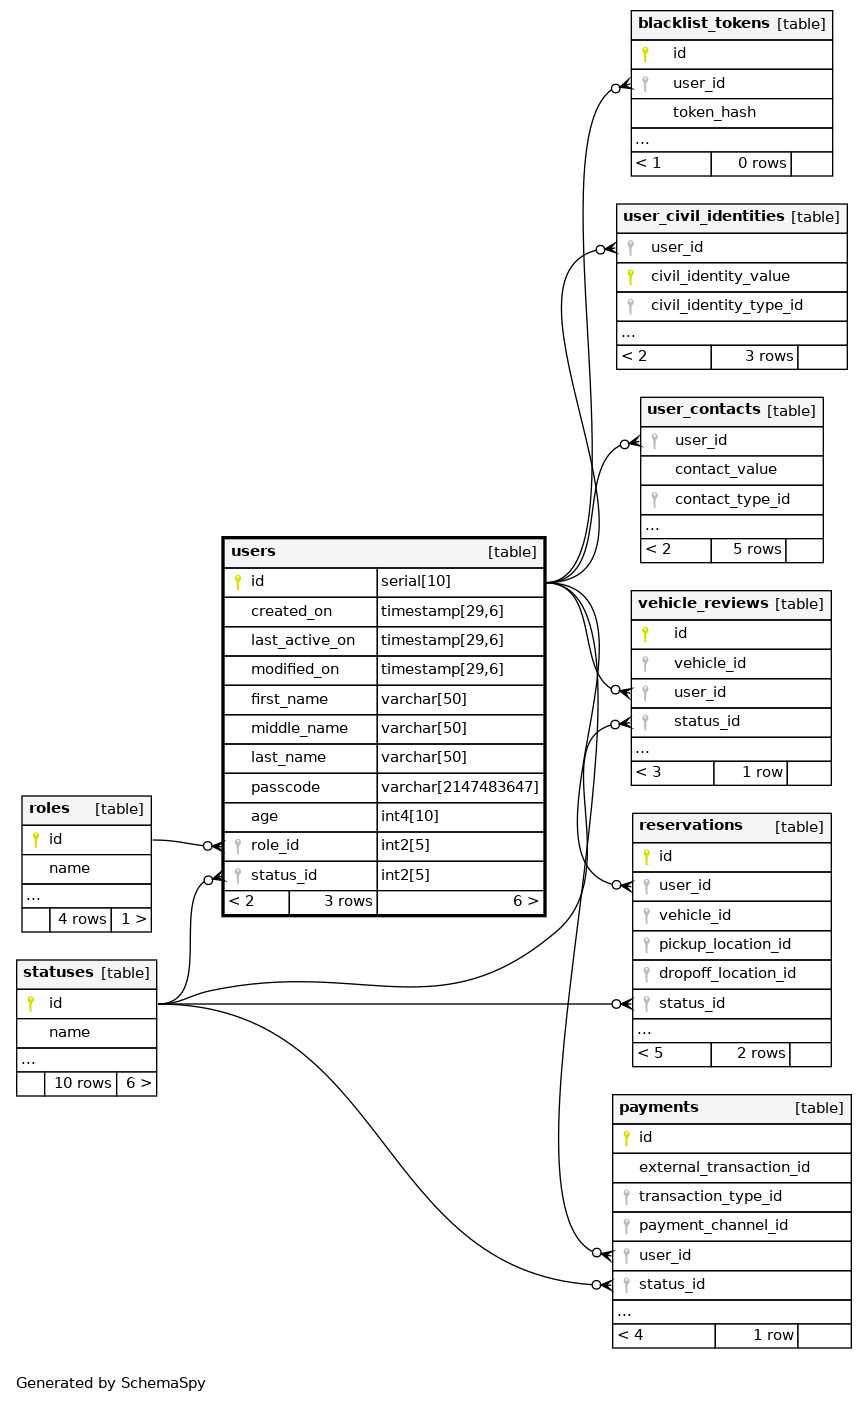 blacklist_tokens [table]
id
user_id
token_hash
...
< 1 0 rows
user_civil_identities [table]
user_id
civil_identity_value
civil_identity_type_id
...
< 2 3 rows
user_contacts [table]
user_id
contact_value
contact_type_id
...
< 2 5 rows
users [table]
id serial[10]
created_on timestamp[29,6]
last_active_on timestamp[29,6]
modified_on timestamp[29,6]
first_name varchar[50]
middle_name varchar[50]
last_name varchar[50]
passcode varchar[2147483647]
age int4[10]
role_id int2[5]
status_id int2[5]
< 2 3 rows 6 >
vehicle_reviews [table]
id
vehicle_id
user_id
status_id
...
< 3 1 row
roles [table]
id
name
...
4 rows 1 >
reservations [table]
id
user_id
vehicle_id
pickup_location_id
dropoff_location_id
status_id
...
< 5 2 rows
statuses [table]
id
name
...
10 rows 6 >
payments [table]
id
external_transaction_id
transaction_type_id
payment_channel_id
user_id
status_id
...
< 4 1 row
Generated by SchemaSpy